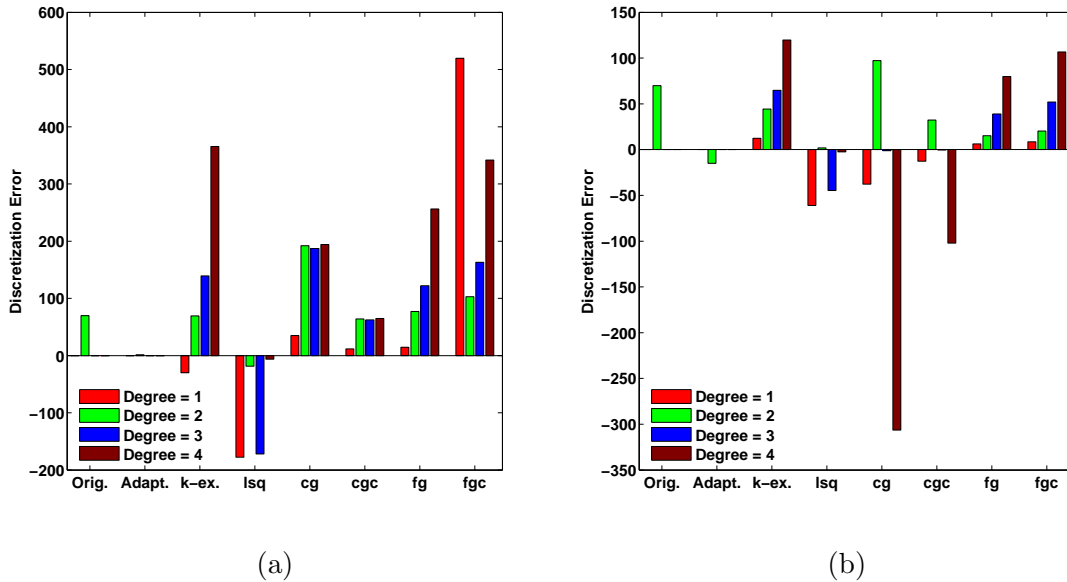 600
500
400
300
200
100
0
−100
−200
Discretization Error
Degree = 1
Degree = 2
Degree = 3
Degree = 4
Orig. Adapt. k−ex. lsq cg cgc fg fgc
(a)
150
100
50
0
−50
−100
−150
−200
−250
−300
−350
Discretization Error
Degree = 1
Degree = 2
Degree = 3
Degree = 4
Orig. Adapt. k−ex. lsq cg cgc fg fgc
(b)